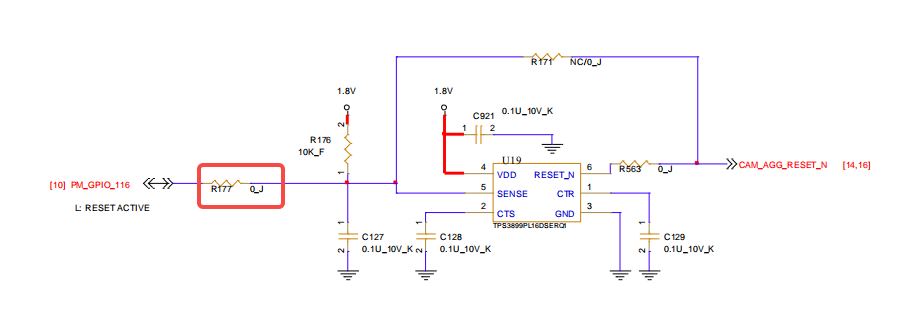 R171 NC/0_J
1.8V
1.8V
0.1U_10V_K
C921
1 2
2
R176
10K_F
1
U19
4 VDD RESET_N 6
R563 0_J
CAM_AGG_RESET_N [14,16]
[10] PM_GPIO_116
R177 0_J
5 SENSE CTR 1
L: RESET ACTIVE
2 CTS GND 3
TPS3899PL16DSERQ1
1
C127
2
0.1U_10V_K
1
C128
2
0.1U_10V_K
1
C129
2
0.1U_10V_K